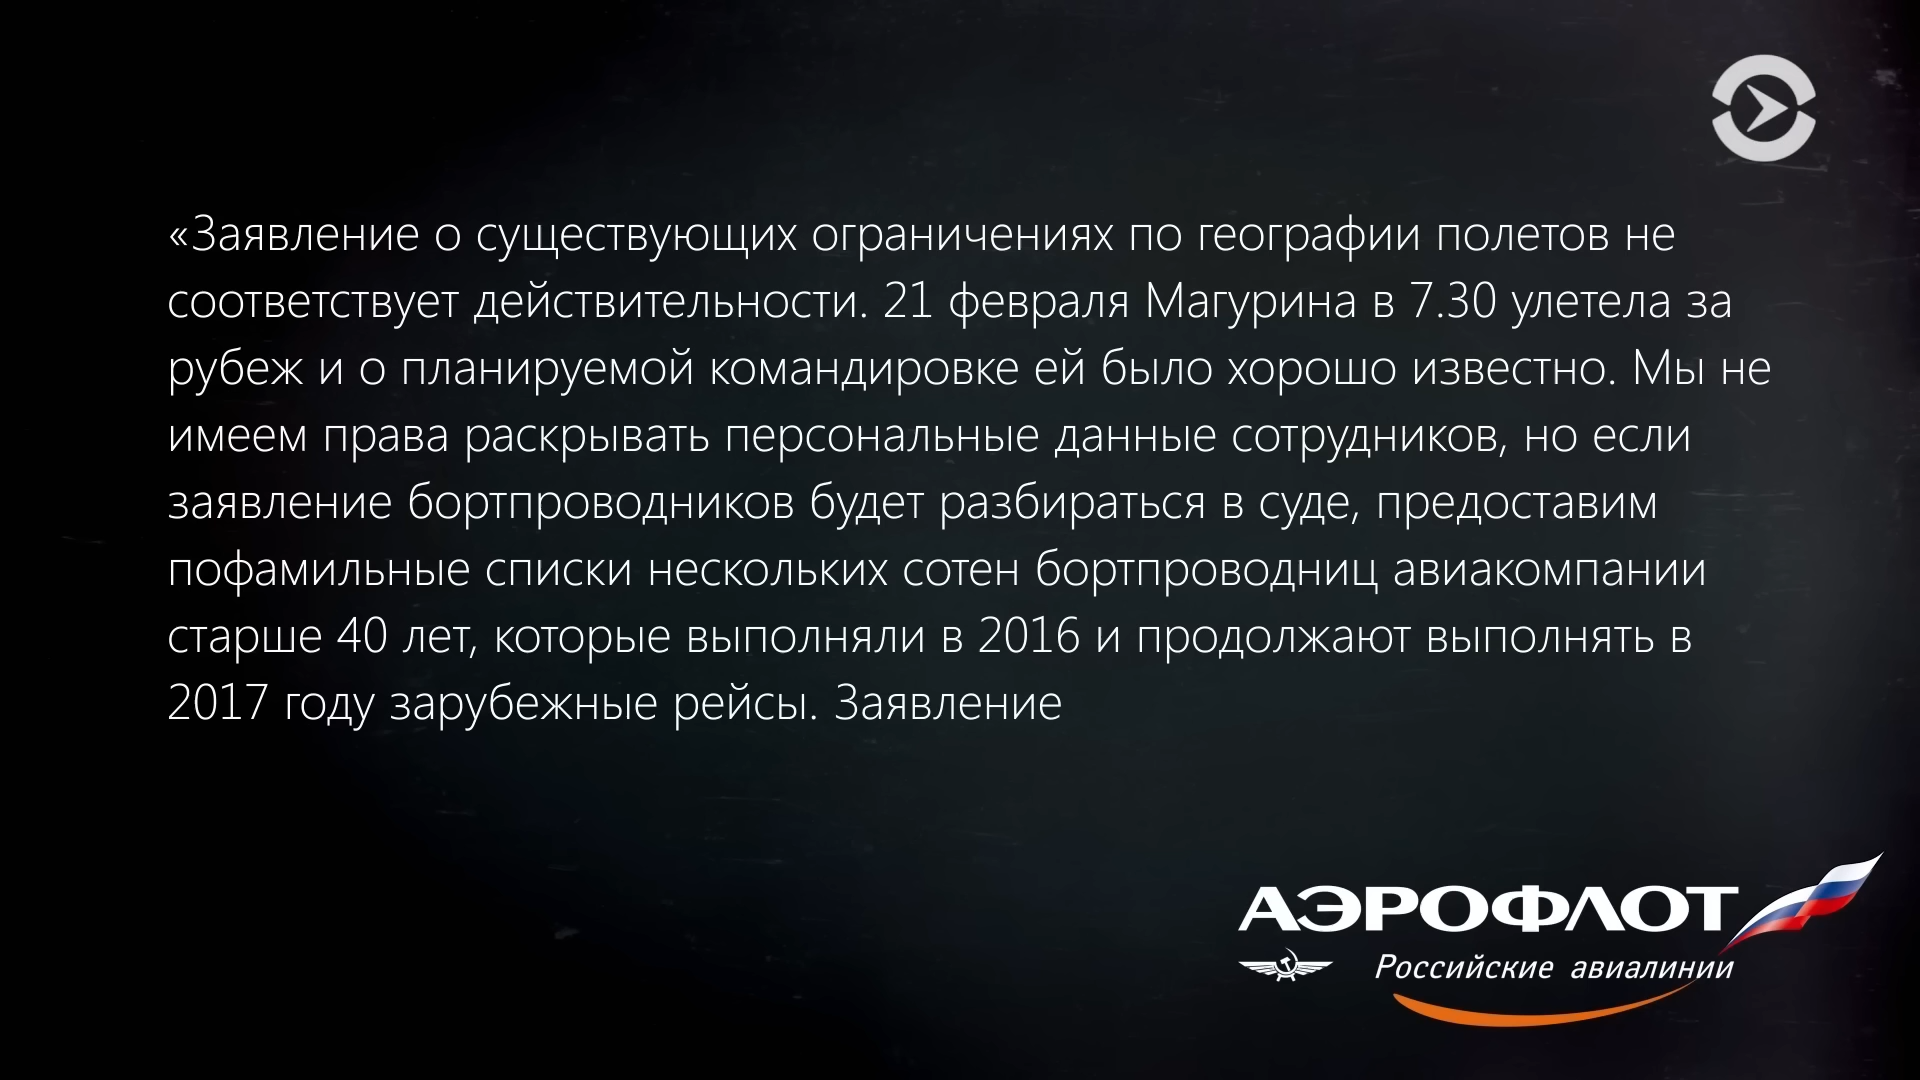 «Заявление о существующих ограничениях по географии полетов не
соответствует действительности. 21 февраля Магурина в 7.30 улетела за
рубеж и о планируемой командировке ей было хорошо известно. Мы не
имеем права раскрывать персональные данные сотрудников, но если
заявление бортпроводников будет разбираться в суде, предоставим
пофамильные списки нескольких сотен бортпроводниц авиакомпании
старше 40 лет, которые выполняли в 2016 и продолжают выполнять в
2017 году зарубежные рейсы. Заявление
АЭРОФЛОТ
Российские авиалинии